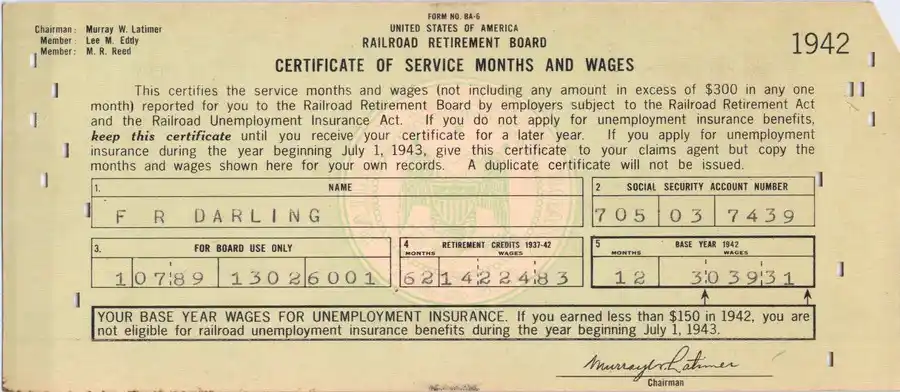 FORM NO. BA-6
Chairman: Murray W. Latimer
Member: Lee M. Eddy
Member: M. R. Reed
UNITED STATES OF AMERICA
RAILROAD RETIREMENT BOARD
1942
CERTIFICATE OF SERVICE MONTHS AND WAGES
This certifies the service months and wages (not including any amount in excess of $300 in any one
month) reported for you to the Railroad Retirement Board by employers subject to the Railroad Retirement Act
and the Railroad Unemployment Insurance Act. If you do not apply for unemployment insurance benefits,
keep this certificate until you receive your certificate for a later year. If you apply for unemployment
insurance during the year beginning July 1, 1943, give this certificate to your claims agent but copy the
months and wages shown here for your own records. A duplicate certificate will not be issued.
1. NAME
F R DARLING
2 SOCIAL SECURITY ACCOUNT NUMBER
705 03 7439
3. FOR BOARD USE ONLY
10789 1302 6001
4 RETIREMENT CREDITS 1937-42
MONTHS WAGES
62 1422483
5 BASE YEAR 1942
MONTHS WAGES
12 303931
YOUR BASE YEAR WAGES FOR UNEMPLOYMENT INSURANCE. If you earned less than $150 in 1942, you are
not eligible for railroad unemployment insurance benefits during the year beginning July 1, 1943.
Murray W. Latimer
Chairman